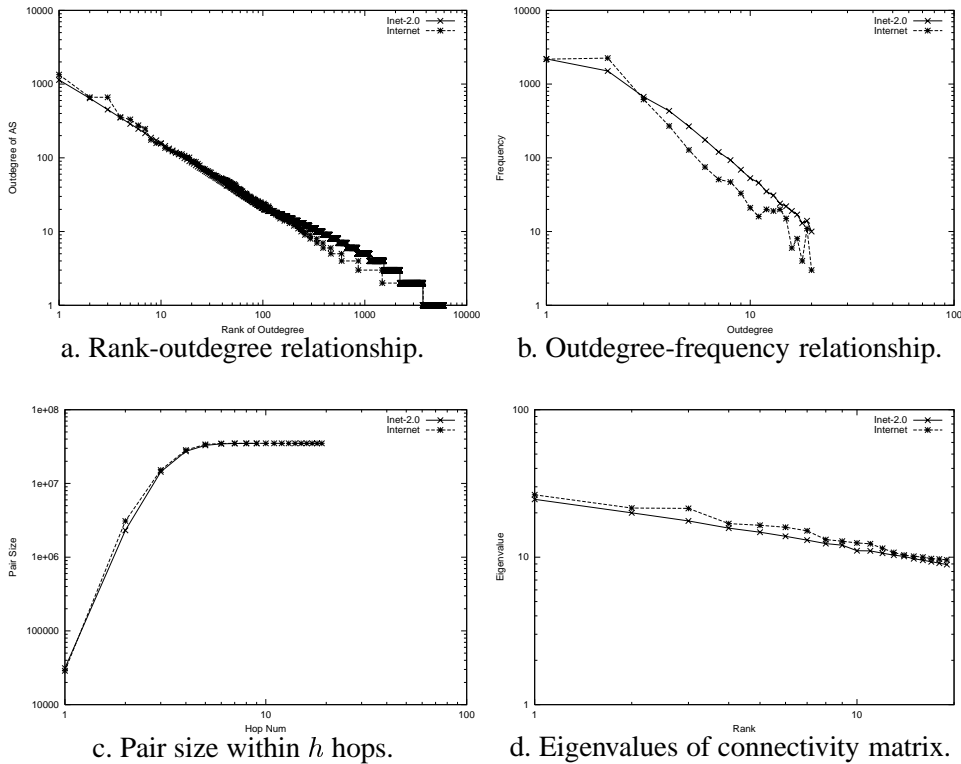 10000
1000
100
10
1
1
10
100
1000
10000
Outdegree of AS
Rank of Outdegree
Inet-2.0
Internet
a. Rank-outdegree relationship.
10000
1000
100
10
1
1
10
100
Frequency
Outdegree
Inet-2.0
Internet
b. Outdegree-frequency relationship.
1e+08
1e+07
1e+06
100000
10000
1
10
100
Pair Size
Hop Num
Inet-2.0
Internet
c. Pair size within h hops.
100
10
1
1
10
Eigenvalue
Rank
Inet-2.0
Internet
d. Eigenvalues of connectivity matrix.